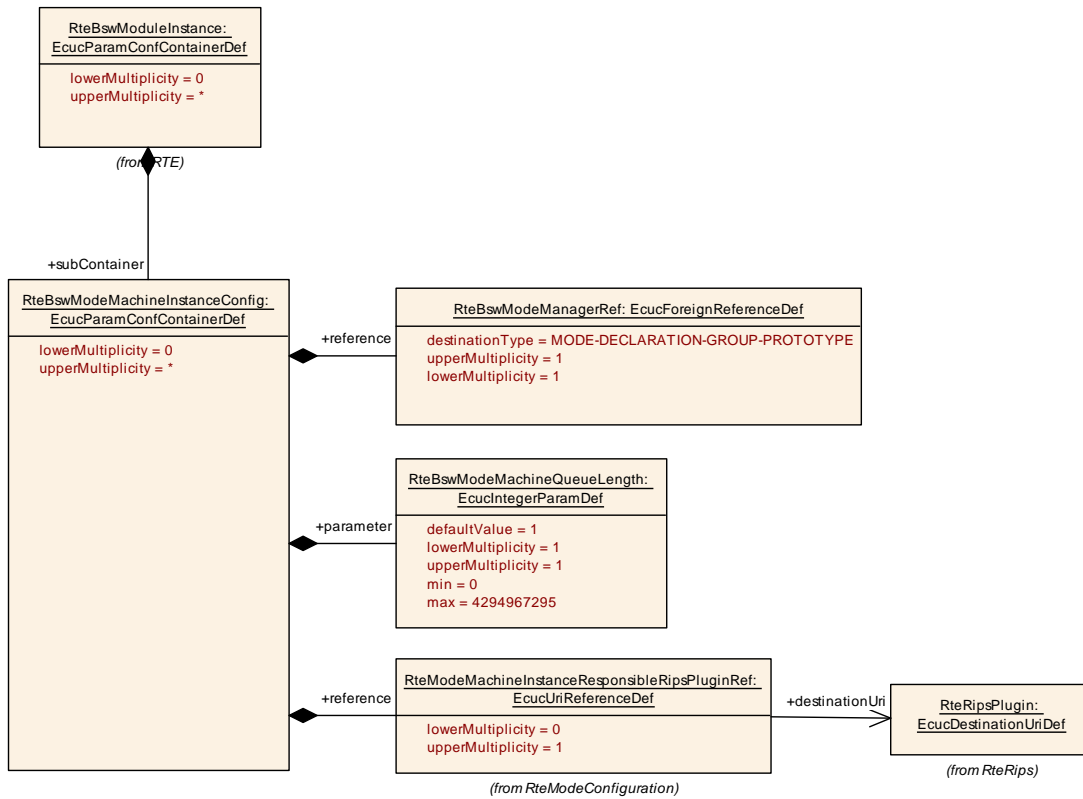 RteBswModuleInstance:
EcucParamConfContainerDef
lowerMultiplicity = 0
upperMultiplicity = *
(from RTE)
+subContainer
RteBswModeMachineInstanceConfig:
EcucParamConfContainerDef
lowerMultiplicity = 0
upperMultiplicity = *
+reference
RteBswModeManagerRef: EcucForeignReferenceDef
destinationType = MODE-DECLARATION-GROUP-PROTOTYPE
upperMultiplicity = 1
lowerMultiplicity = 1
+parameter
RteBswModeMachineQueueLength:
EcucIntegerParamDef
defaultValue = 1
lowerMultiplicity = 1
upperMultiplicity = 1
min = 0
max = 4294967295
+reference
RteModeMachineInstanceResponsibleRipsPluginRef:
EcucUriReferenceDef
lowerMultiplicity = 0
upperMultiplicity = 1
(from RteModeConfiguration)
+destinationUri
RteRipsPlugin:
EcucDestinationUriDef
(from RteRips)